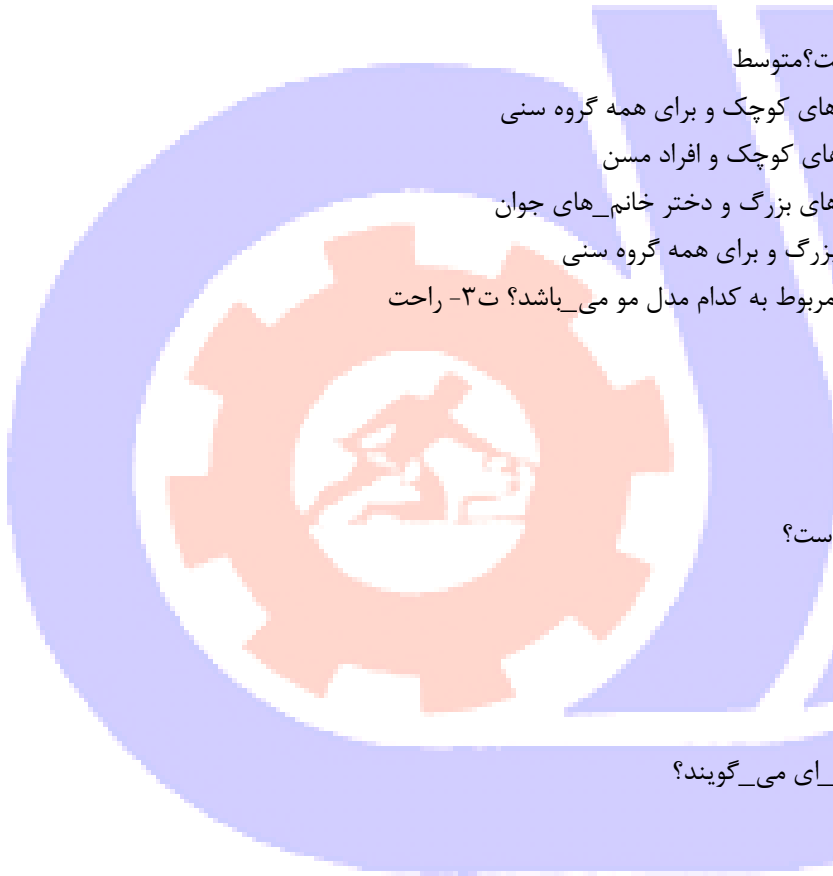 ت؟متوسط
های کوچک و برای همه گروه سنی
های کوچک و افراد مسن
های بزرگ و دختر خانم_های جوان
بزرگ و برای همه گروه سنی
مربوط به کدام مدل مو می_باشد؟ ت۳- راحت
ست؟
_ای می_گویند؟